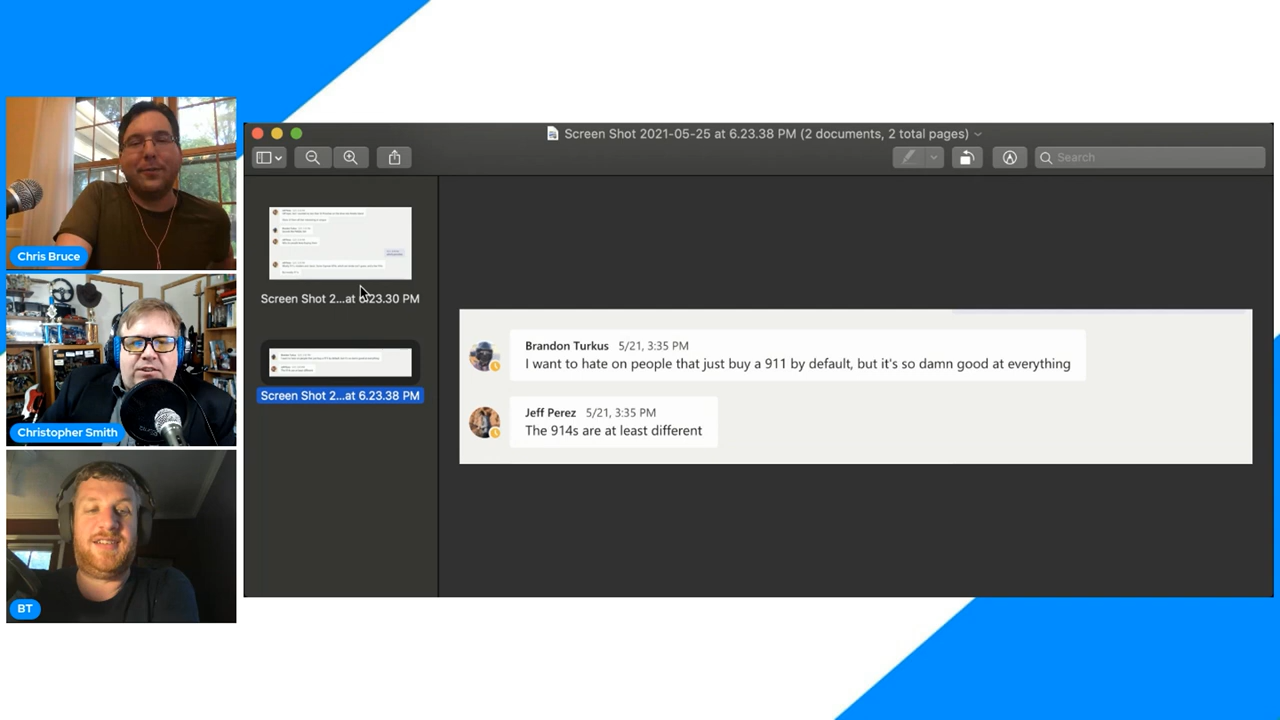 Chris Bruce
Christopher Smith
BT
Screen Shot 2021-05-25 at 6.23.38 PM (2 documents, 2 total pages)
Search
Screen Shot 2...at 6.23.30 PM
Screen Shot 2...at 6.23.38 PM
Brandon Turkus 5/21, 3:35 PM
I want to hate on people that just buy a 911 by default, but it's so damn good at everything
Jeff Perez 5/21, 3:35 PM
The 914s are at least different